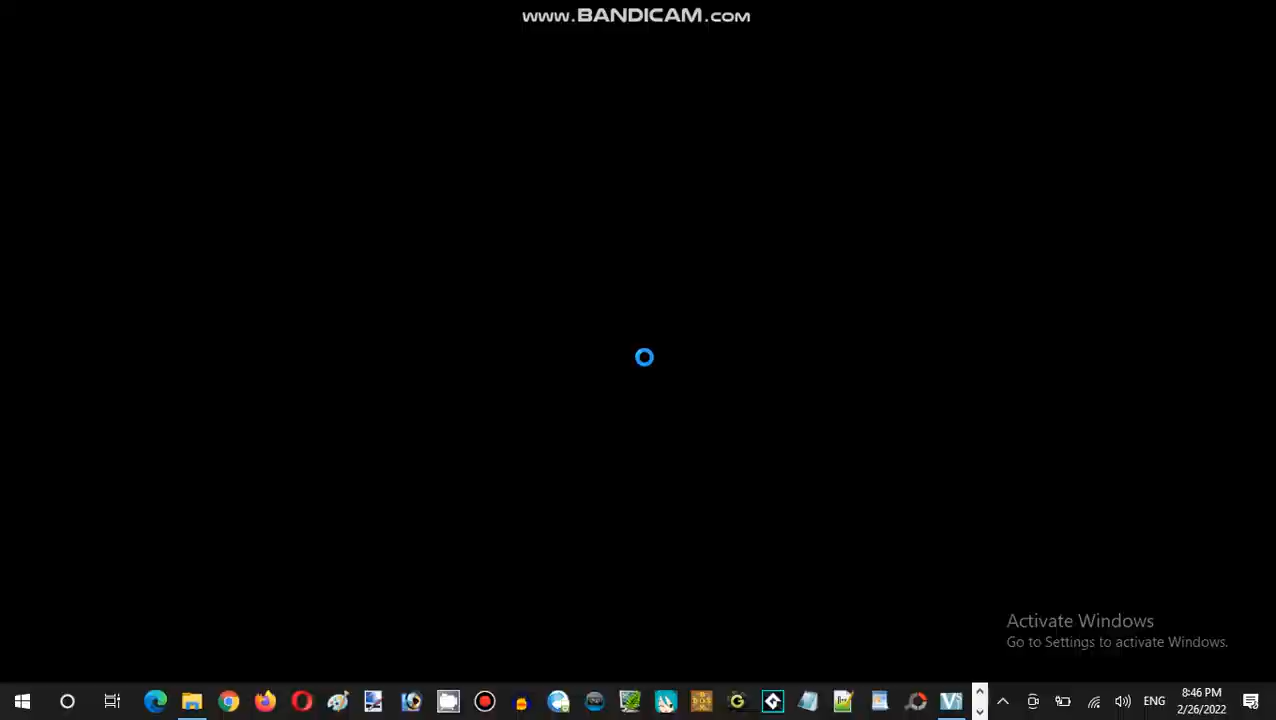 www.BANDICAM.com
Activate Windows
Go to Settings to activate Windows.
ENG
8:46 PM
2/26/2022